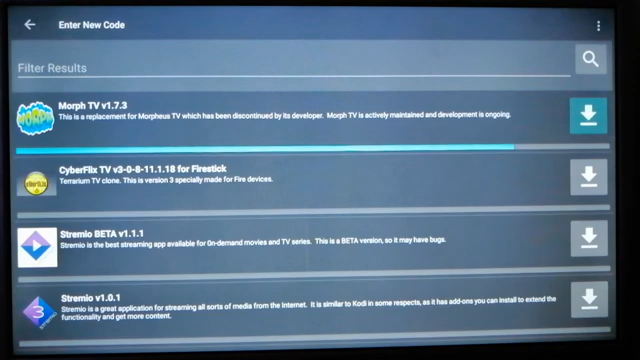 Enter New Code
Filter Results
Morph TV v1.7.3
This is a replacement for Morpheus TV which has been discontinued by its developer. Morph TV is actively maintained and development is ongoing.
MORPH
CyberFlix TV v3-0-8-11.1.18 for Firestick
Terrarium TV clone. This is version 3 specially made for Fire devices.
Stremio BETA v1.1.1
Stremio is the best streaming app available for On-demand movies and TV series. This is a BETA version, so it may have bugs.
Stremio v1.0.1
Stremio is a great application for streaming all sorts of media from the Internet. It is similar to Kodi in some respects, as it has add-ons you can install to extend the
functionality and get more content.
3